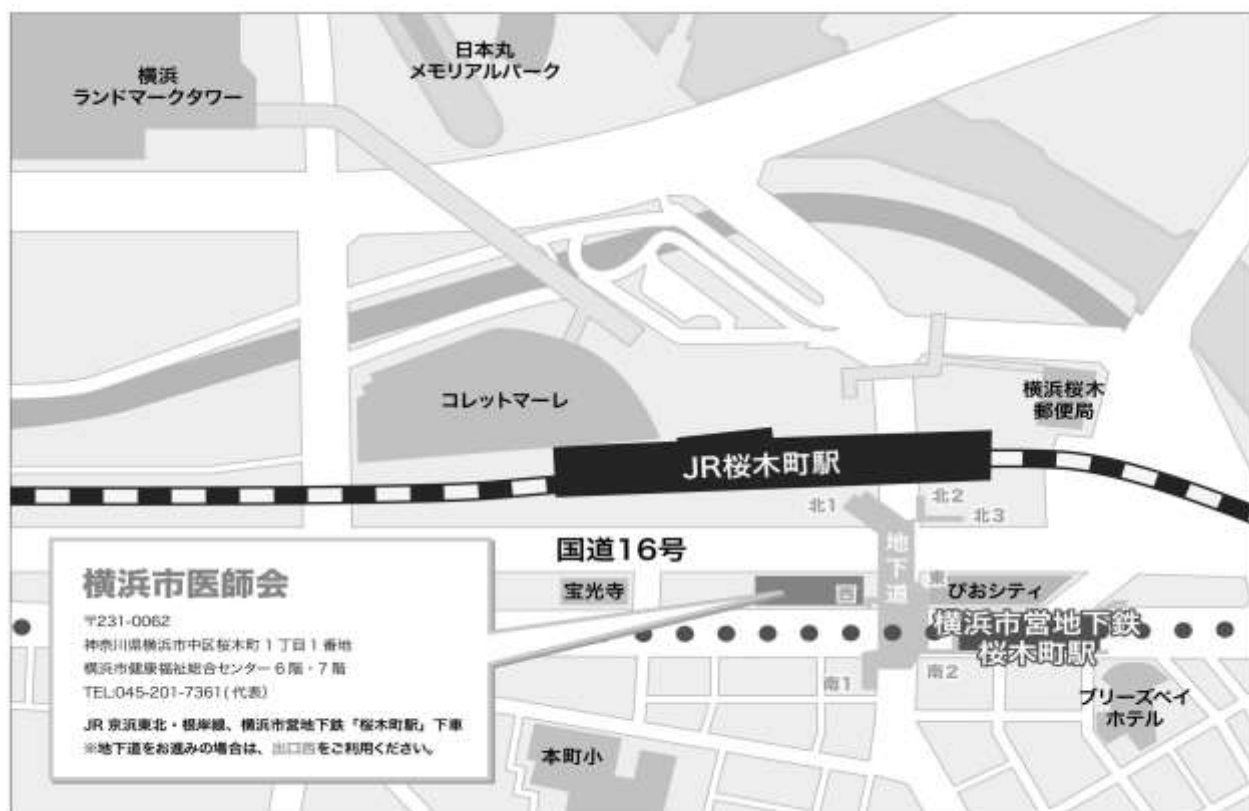 横浜
ランドマークタワー
日本丸
メモリアルパーク
コレットマーレ
横浜桜木
郵便局
JR桜木町駅
北1
北2
北3
国道16号
地下道
宝光寺
西
東
ぴおシティ
横浜市営地下鉄
桜木町駅
南1
南2
ブリーズベイ
ホテル
本町小
横浜市医師会
〒231-0062
神奈川県横浜市中区桜木町1丁目1番地
横浜市健康福祉総合センター6階・7階
TEL:045-201-7361(代表)
JR京浜東北・根岸線、横浜市営地下鉄「桜木町駅」下車
※地下道をお進みの場合は、出口西をご利用ください。